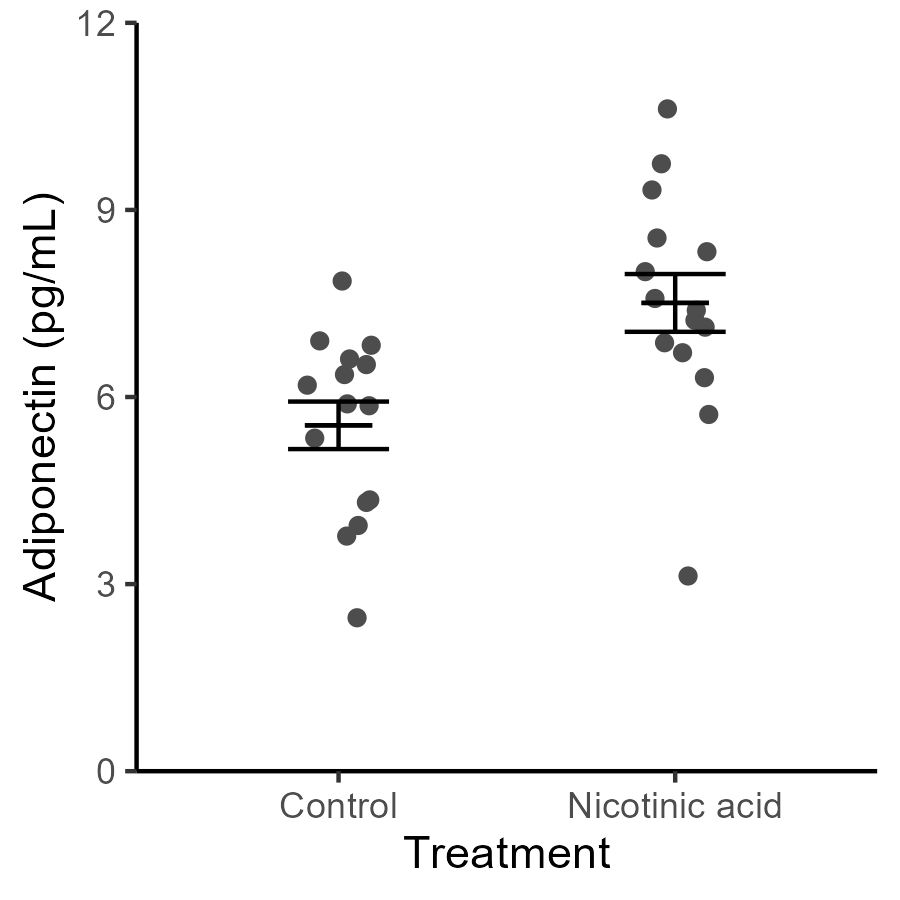 12
9
6
3
0
Adiponectin (pg/mL)
Control
Nicotinic acid
Treatment